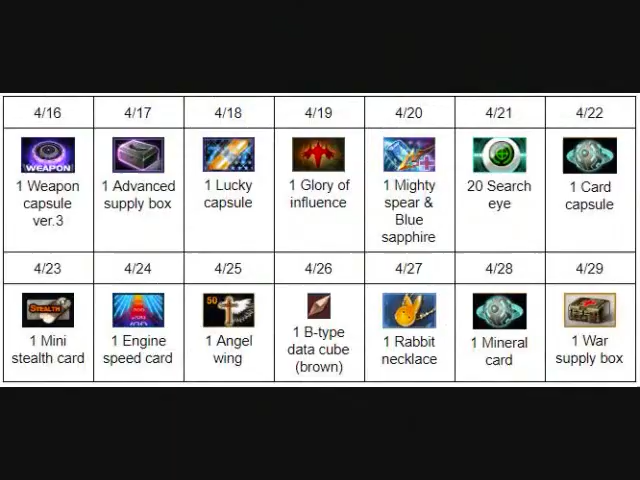 4/16 4/17 4/18 4/19 4/20 4/21 4/22
WEAPON
1 Weapon
capsule
ver.3
1 Advanced
supply box
1 Lucky
capsule
1 Glory of
influence
1 Mighty
spear &
Blue
sapphire
20 Search
eye
1 Card
capsule
4/23 4/24 4/25 4/26 4/27 4/28 4/29
STEALTH
1 Mini
stealth card
1 Engine
speed card
50
1 Angel
wing
1 B-type
data cube
(brown)
1 Rabbit
necklace
1 Mineral
card
1 War
supply box